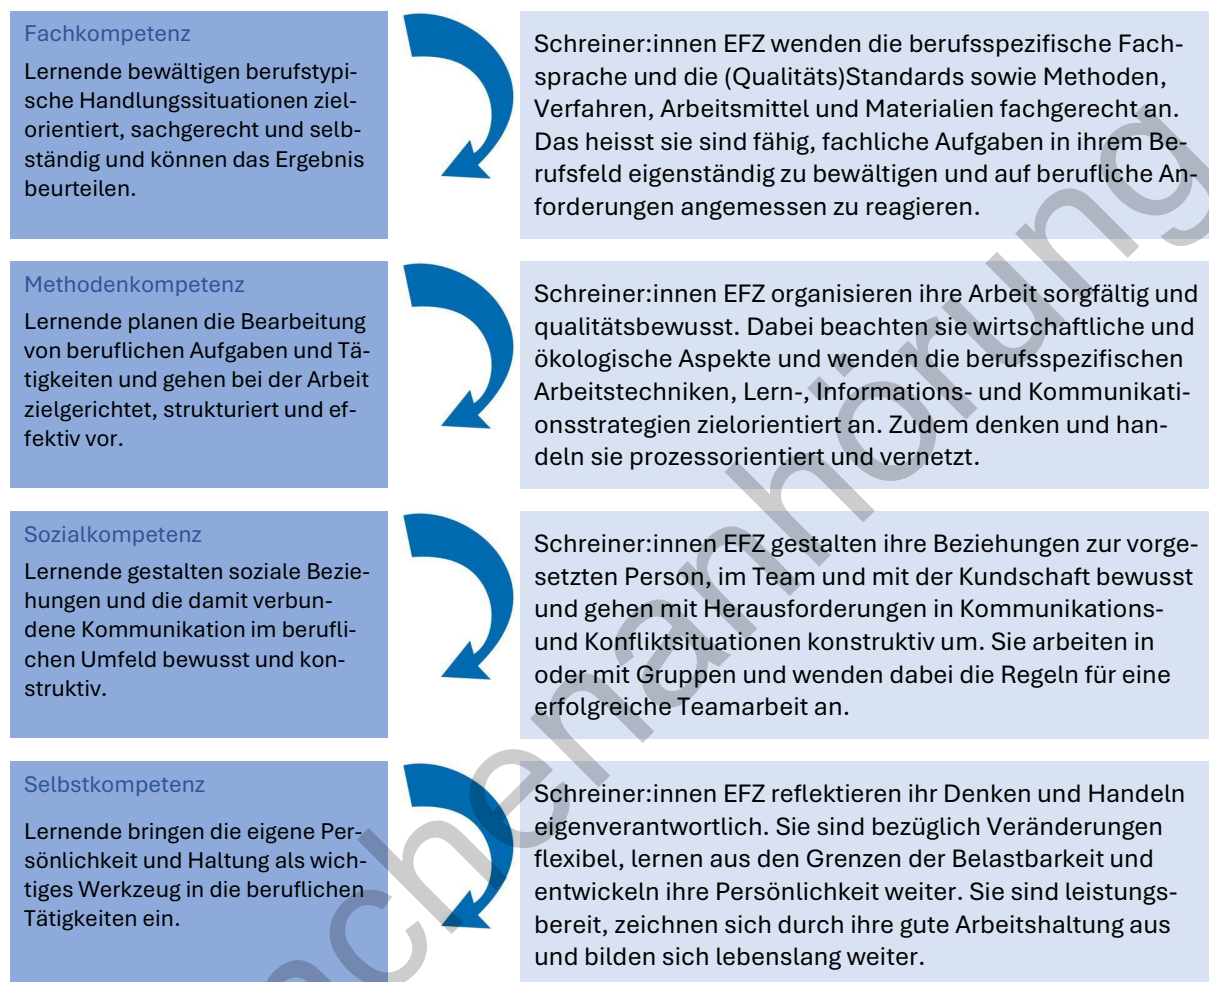 Fachkompetenz
Lernende bewältigen berufstypi-
sche Handlungssituationen ziel-
orientiert, sachgerecht und selb-
ständig und können das Ergebnis
beurteilen.
Schreiner:innen EFZ wenden die berufsspezifische Fach-
sprache und die (Qualitäts)Standards sowie Methoden,
Verfahren, Arbeitsmittel und Materialien fachgerecht an.
Das heisst sie sind fähig, fachliche Aufgaben in ihrem Be-
rufsfeld eigenständig zu bewältigen und auf berufliche An-
forderungen angemessen zu reagieren.
Methodenkompetenz
Lernende planen die Bearbeitung
von beruflichen Aufgaben und Tä-
tigkeiten und gehen bei der Arbeit
zielgerichtet, strukturiert und ef-
fektiv vor.
Schreiner:innen EFZ organisieren ihre Arbeit sorgfältig und
qualitätsbewusst. Dabei beachten sie wirtschaftliche und
ökologische Aspekte und wenden die berufsspezifischen
Arbeitstechniken, Lern-, Informations- und Kommunikati-
onsstrategien zielorientiert an. Zudem denken und han-
deln sie prozessorientiert und vernetzt.
Sozialkompetenz
Lernende gestalten soziale Bezie-
hungen und die damit verbun-
dene Kommunikation im berufli-
chen Umfeld bewusst und kon-
struktiv.
Schreiner:innen EFZ gestalten ihre Beziehungen zur vorge-
setzten Person, im Team und mit der Kundschaft bewusst
und gehen mit Herausforderungen in Kommunikations-
und Konfliktsituationen konstruktiv um. Sie arbeiten in
oder mit Gruppen und wenden dabei die Regeln für eine
erfolgreiche Teamarbeit an.
Selbstkompetenz
Lernende bringen die eigene Per-
sönlichkeit und Haltung als wich-
tiges Werkzeug in die beruflichen
Tätigkeiten ein.
Schreiner:innen EFZ reflektieren ihr Denken und Handeln
eigenverantwortlich. Sie sind bezüglich Veränderungen
flexibel, lernen aus den Grenzen der Belastbarkeit und
entwickeln ihre Persönlichkeit weiter. Sie sind leistungs-
bereit, zeichnen sich durch ihre gute Arbeitshaltung aus
und bilden sich lebenslang weiter.
achenanhörung